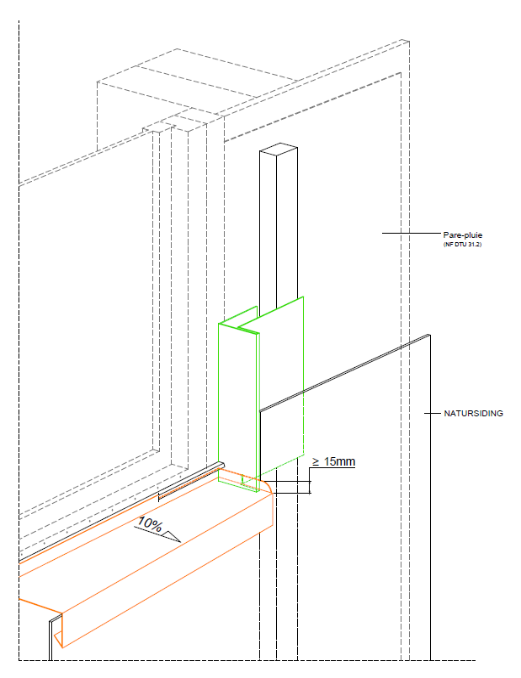 Pare-pluie
(NF DTU 31.2)
NATURSIDING
≥ 15mm
10%